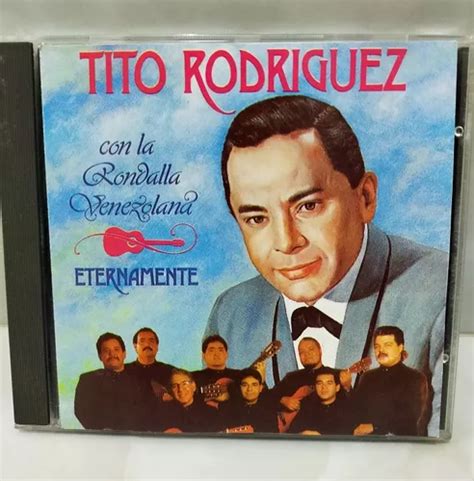 TITO RODRIGUEZ
con la
Rondalla
Venezolana
ETERNAMENTE